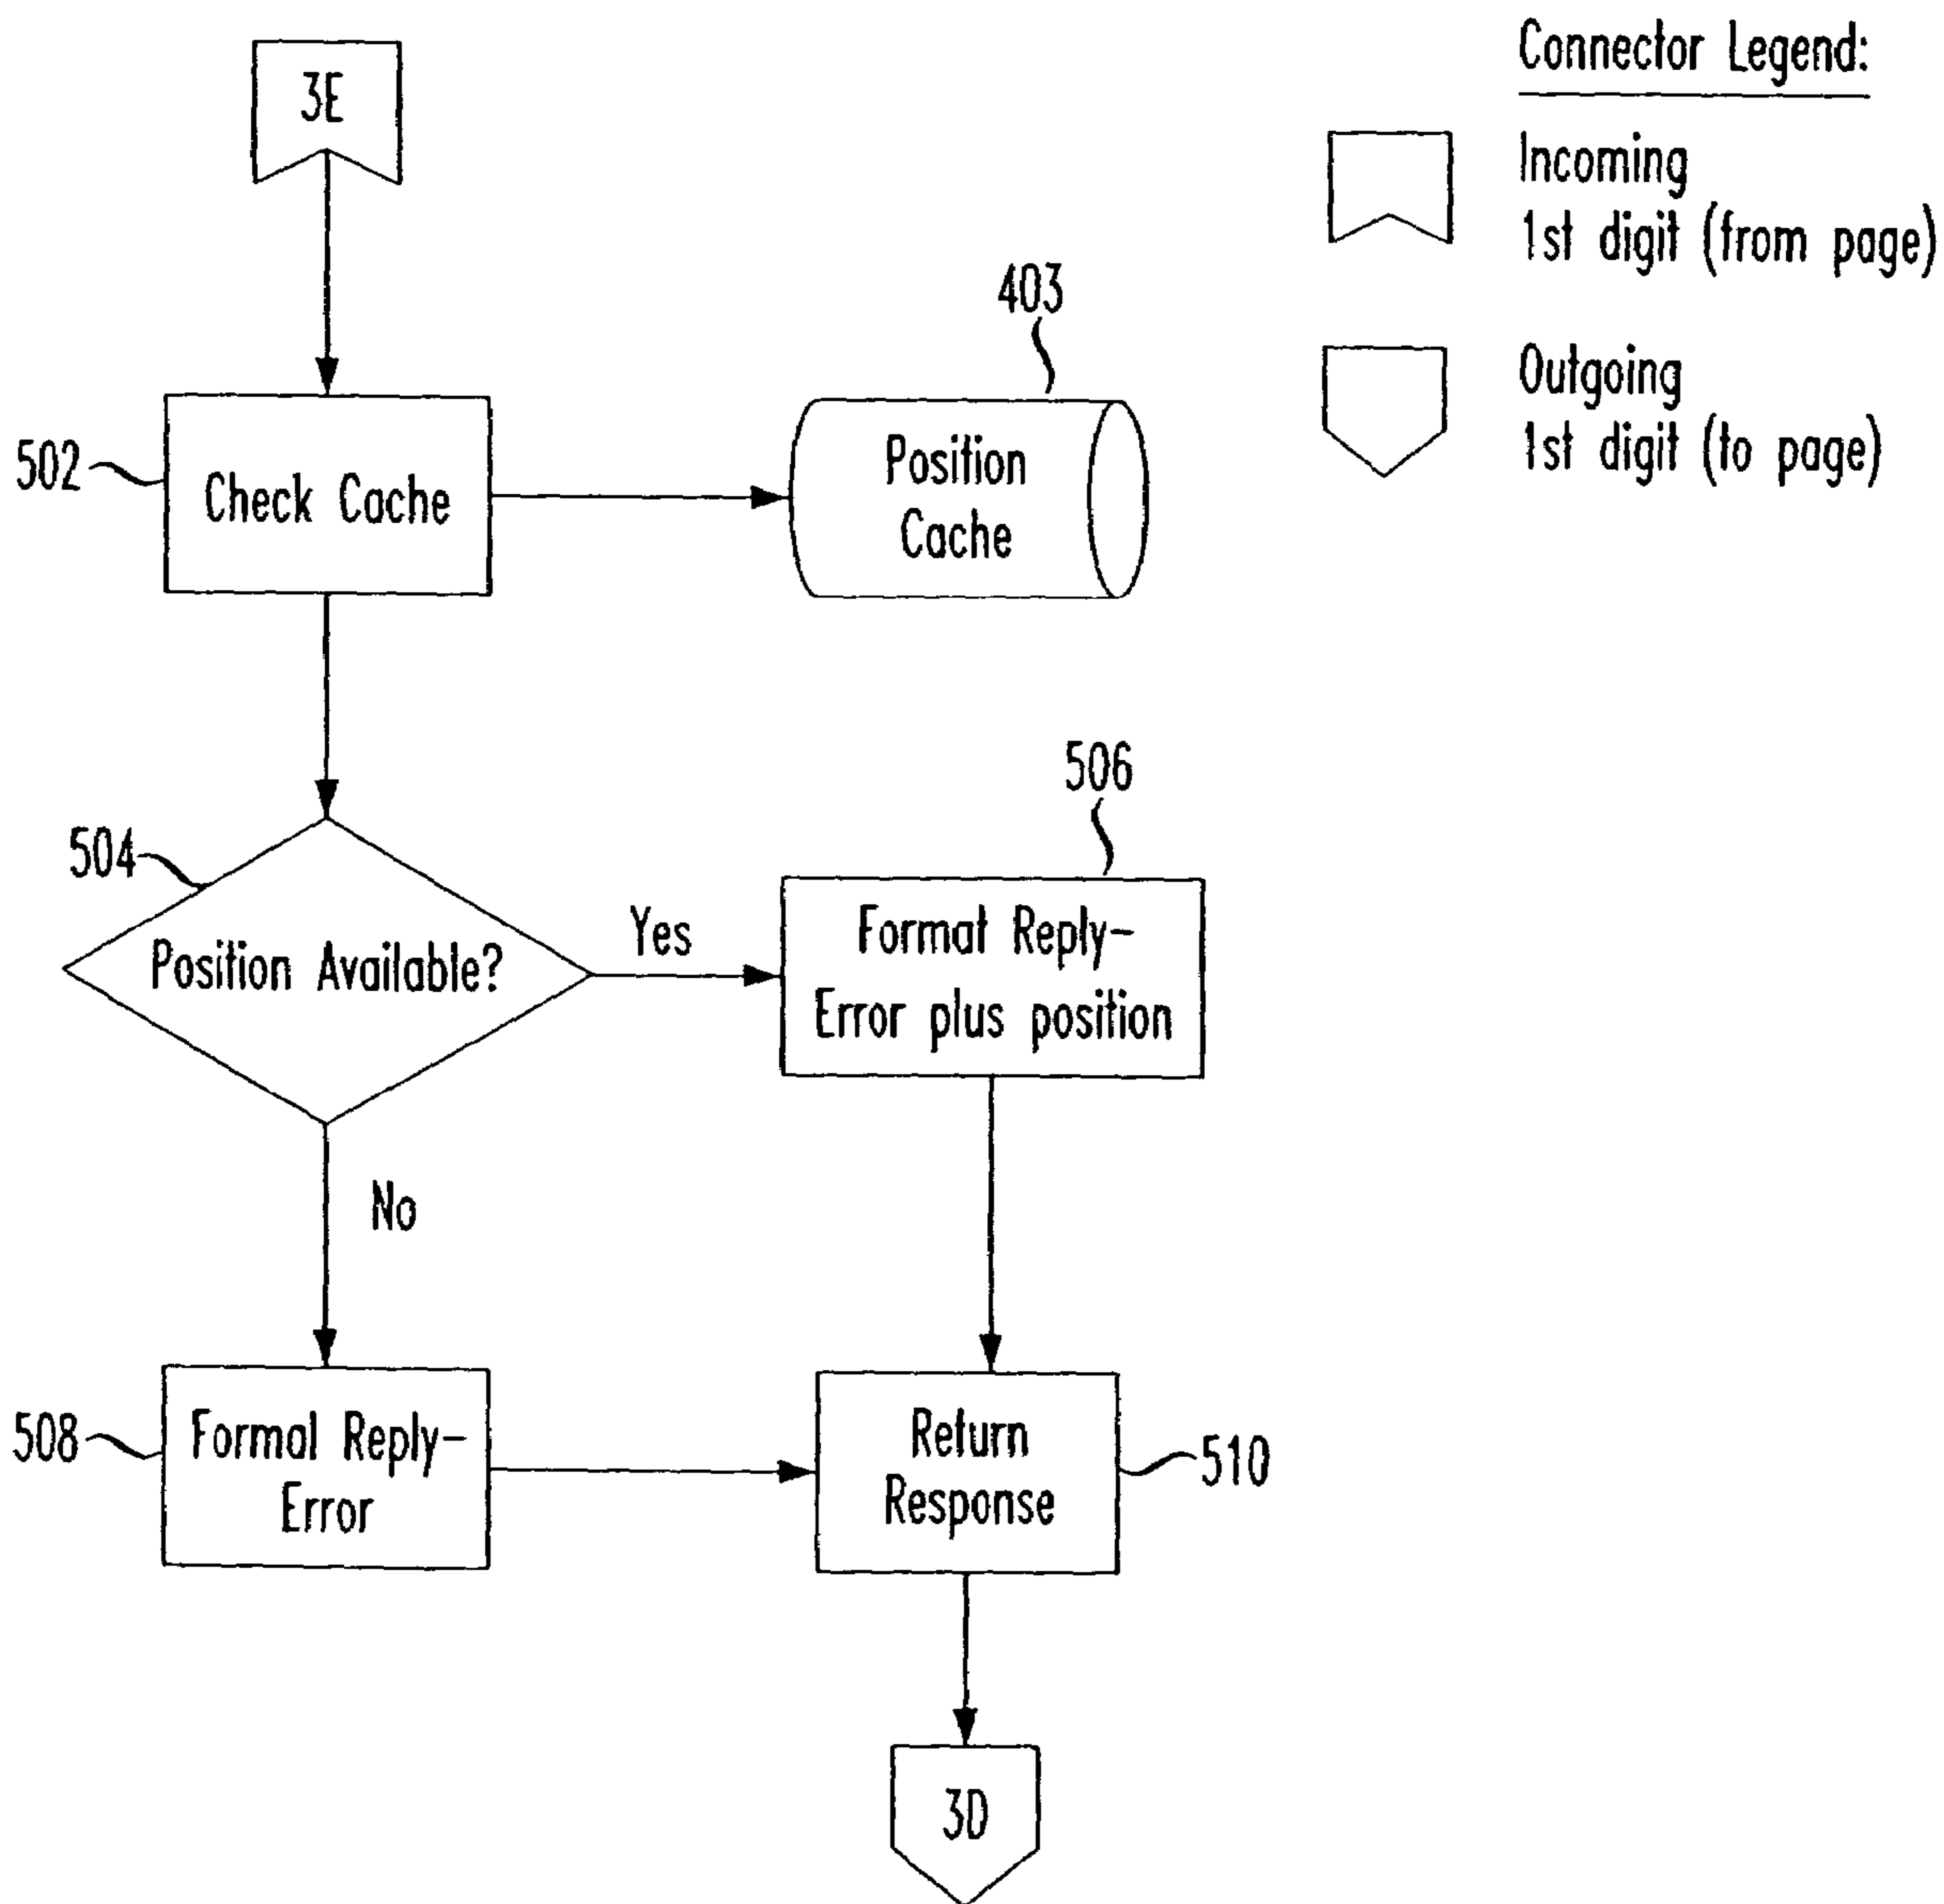 3E
Connector Legend:
Incoming
1st digit (from page)
Outgoing
1st digit (to page)
403
502
Check Cache
Position
Cache
504
Position Available?
Yes
506
Format Reply-
Error plus position
No
508
Formal Reply-
Error
Return
Response
510
3D